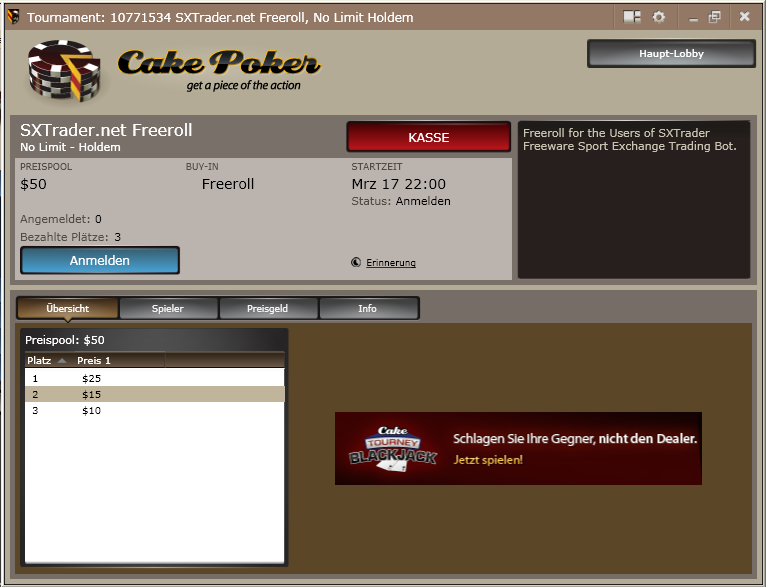 Tournament: 10771534 SXTrader.net Freeroll, No Limit Holdem
Cake Poker
get a piece of the action
Haupt-Lobby
SXTrader.net Freeroll
No Limit - Holdem
KASSE
Freeroll for the Users of SXTrader
Freeware Sport Exchange Trading Bot.
PREISPOOL
BUY-IN
STARTZEIT
$50
Freeroll
Mrz 17 22:00
Status: Anmelden
Angemeldet: 0
Bezahlte Plätze: 3
Anmelden
Erinnerung
Übersicht
Spieler
Preisgeld
Info
Preispool: $50
Platz Preis 1
1 $25
2 $15
3 $10
Cake
TOURNEY
BLACKJACK
Schlagen Sie Ihre Gegner, nicht den Dealer.
Jetzt spielen!